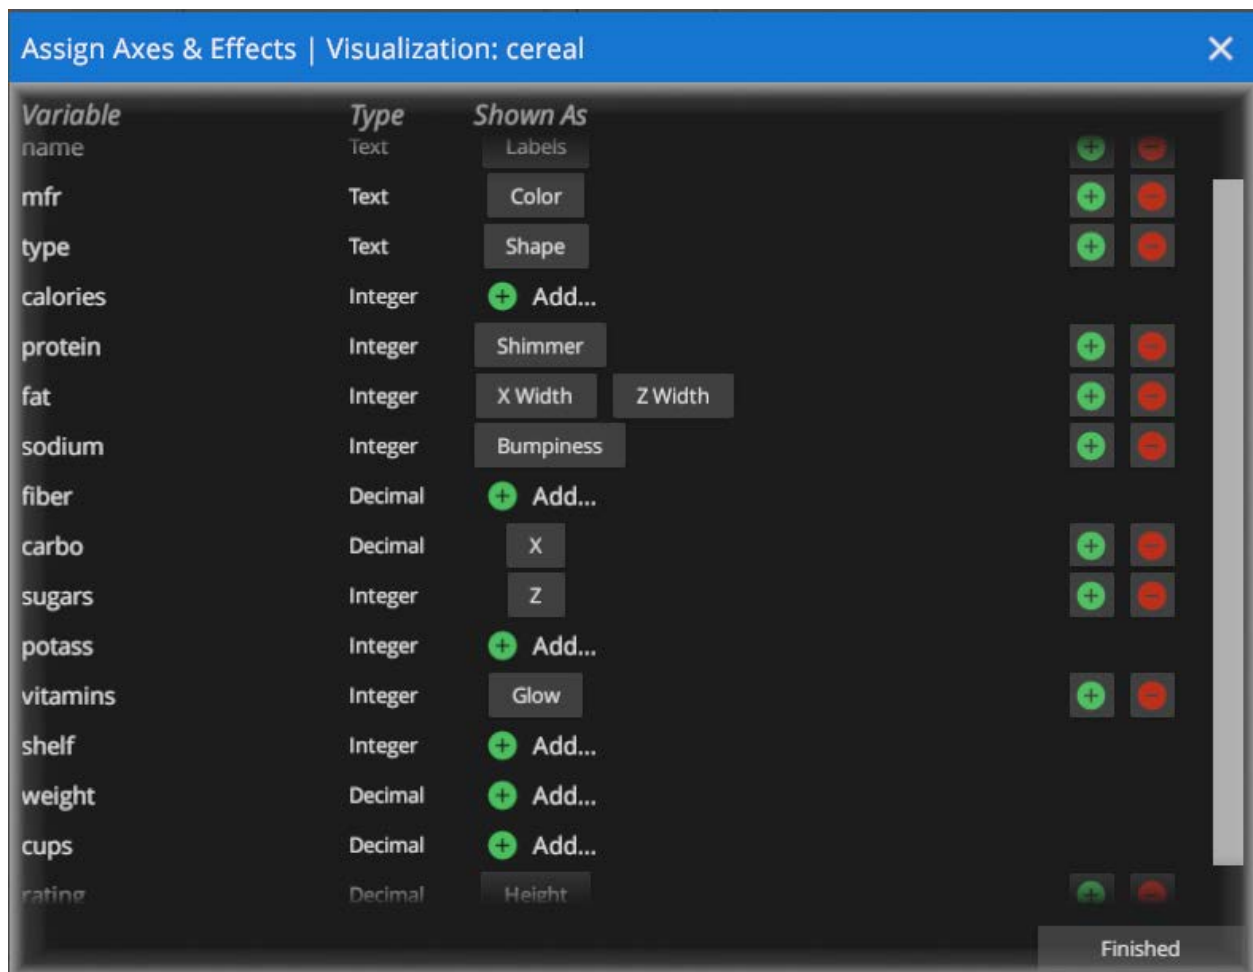 Assign Axes & Effects | Visualization: cereal
Variable Type Shown As
name Text Labels
mfr Text Color
type Text Shape
calories Integer Add...
protein Integer Shimmer
fat Integer X Width Z Width
sodium Integer Bumpiness
fiber Decimal Add...
carbo Decimal X
sugars Integer Z
potass Integer Add...
vitamins Integer Glow
shelf Integer Add...
weight Decimal Add...
cups Decimal Add...
rating Decimal Height
Finished